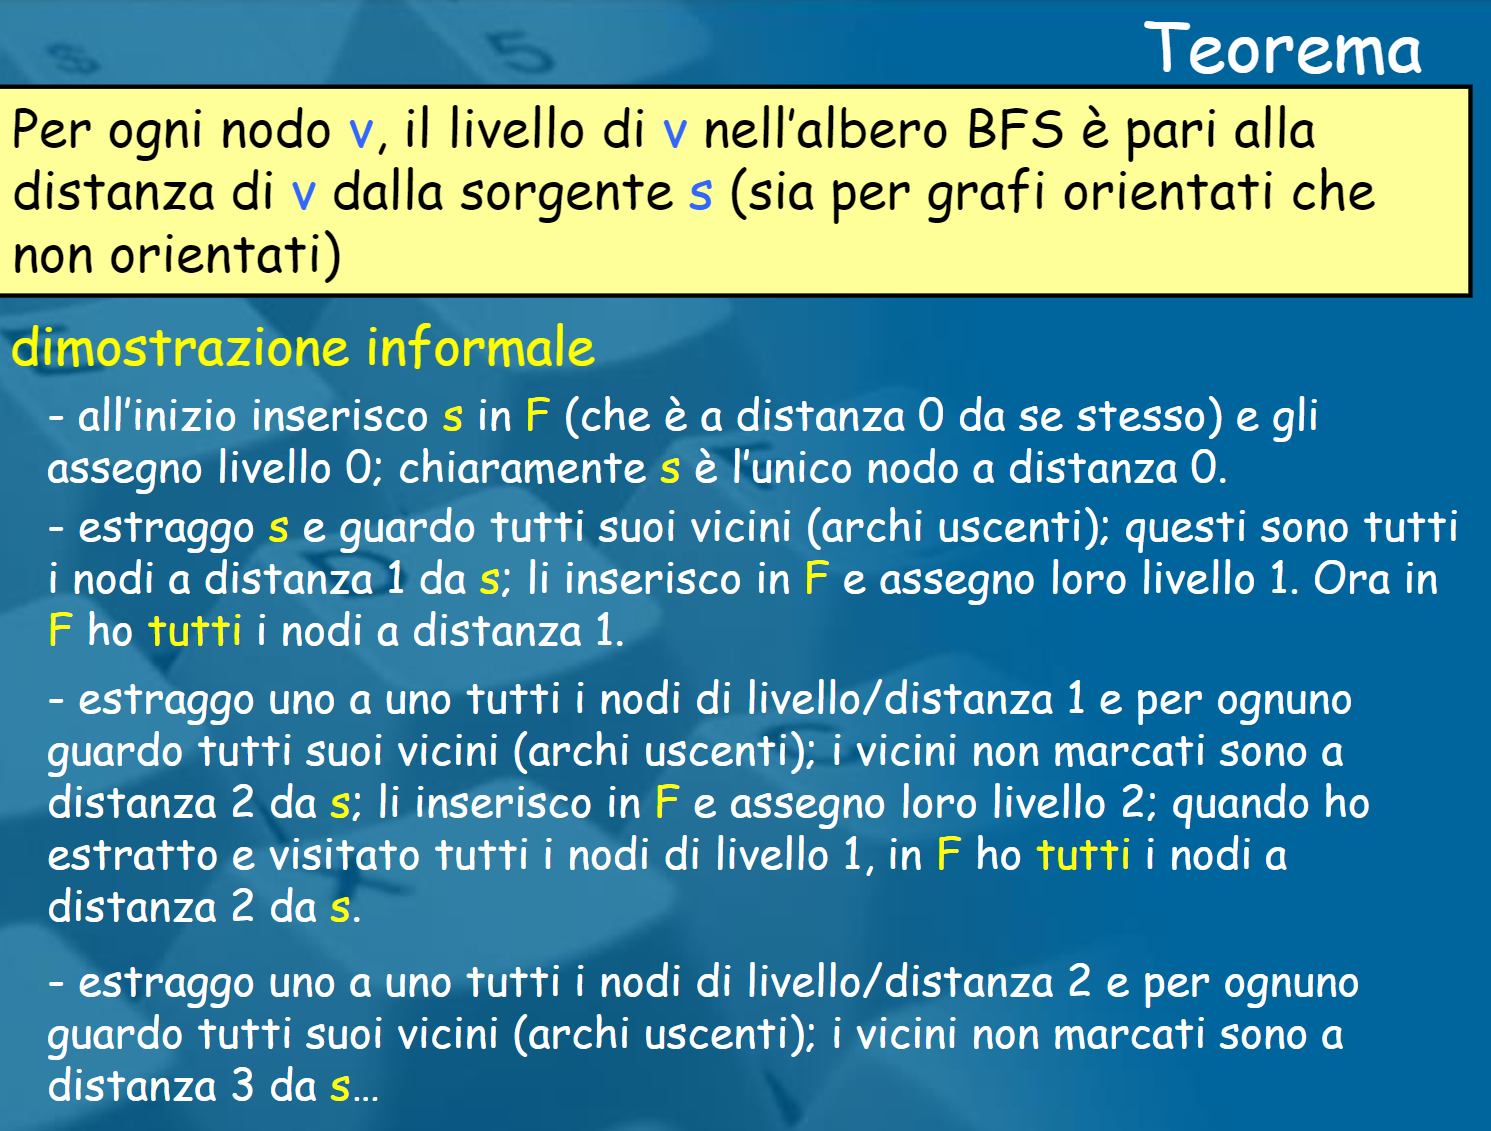 Teorema
Per ogni nodo v, il livello di v nell'albero BFS è pari alla
distanza di v dalla sorgente s (sia per grafi orientati che
non orientati)
dimostrazione informale
- all'inizio inserisco s in F (che è a distanza 0 da se stesso) e gli
assegno livello 0; chiaramente s è l'unico nodo a distanza 0.
- estraggo s e guardo tutti suoi vicini (archi uscenti); questi sono tutti
i nodi a distanza 1 da s; li inserisco in F e assegno loro livello 1. Ora in
F ho tutti i nodi a distanza 1.
- estraggo uno a uno tutti i nodi di livello/distanza 1 e per ognuno
guardo tutti suoi vicini (archi uscenti); i vicini non marcati sono a
distanza 2 da s; li inserisco in F e assegno loro livello 2; quando ho
estratto e visitato tutti i nodi di livello 1, in F ho tutti i nodi a
distanza 2 da s.
- estraggo uno a uno tutti i nodi di livello/distanza 2 e per ognuno
guardo tutti suoi vicini (archi uscenti); i vicini non marcati sono a
distanza 3 da s…